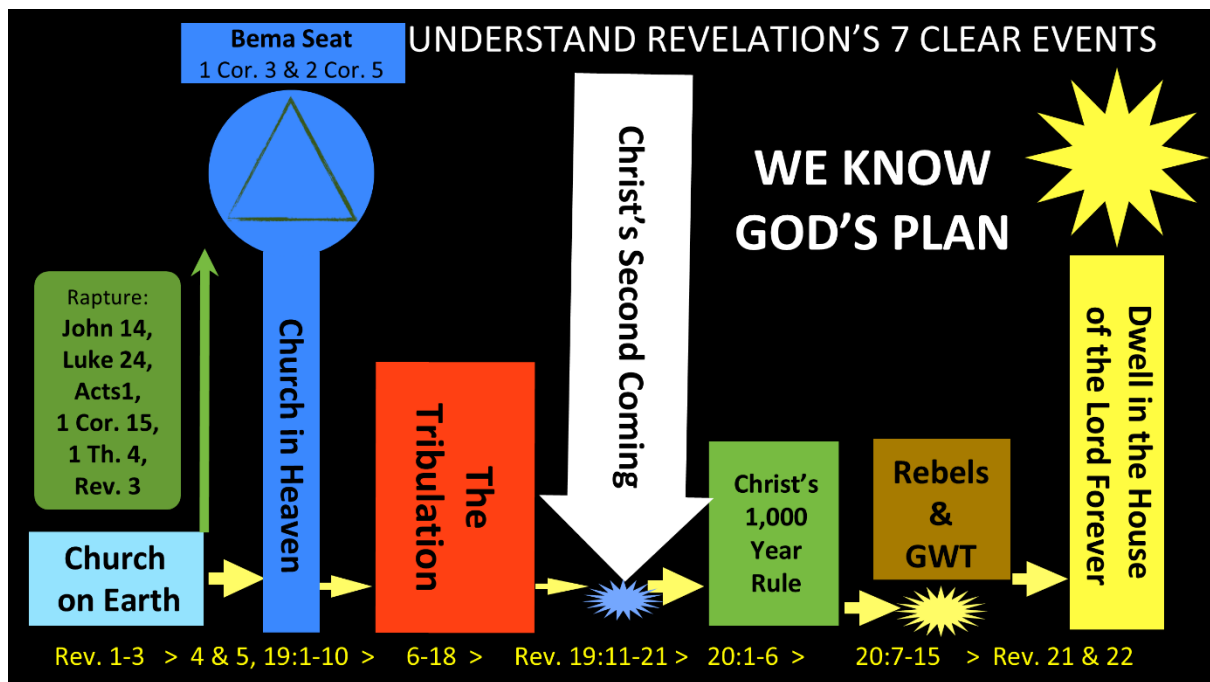 UNDERSTAND REVELATION'S 7 CLEAR EVENTS
Bema Seat
1 Cor. 3 & 2 Cor. 5
WE KNOW
GOD'S PLAN
Rapture:
John 14,
Luke 24,
Acts1,
1 Cor. 15,
1 Th. 4,
Rev. 3
Church
on Earth
Church in Heaven
The
Tribulation
Christ's Second Coming
Christ's
1,000
Year
Rule
Rebels
&
GWT
Dwell in the House
of the Lord Forever
Rev. 1-3 > 4 & 5, 19:1-10 > 6-18 > Rev. 19:11-21 > 20:1-6 > 20:7-15 > Rev. 21 & 22